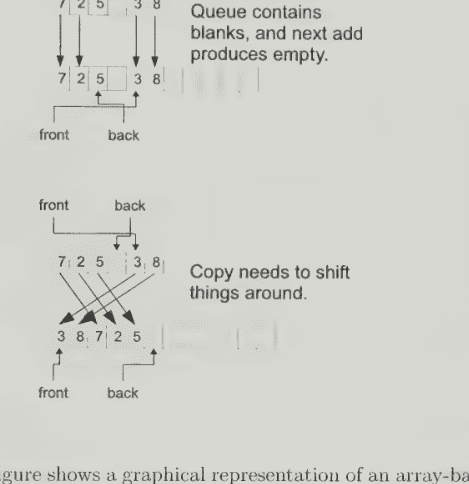 7 2 5 3 8
Queue contains
blanks, and next add
produces empty.
7 2 5 3 8
front back
front back
7 2 5 3 8
Copy needs to shift
things around.
3 8 7 2 5
front back
igure shows a graphical representation of an array-ba